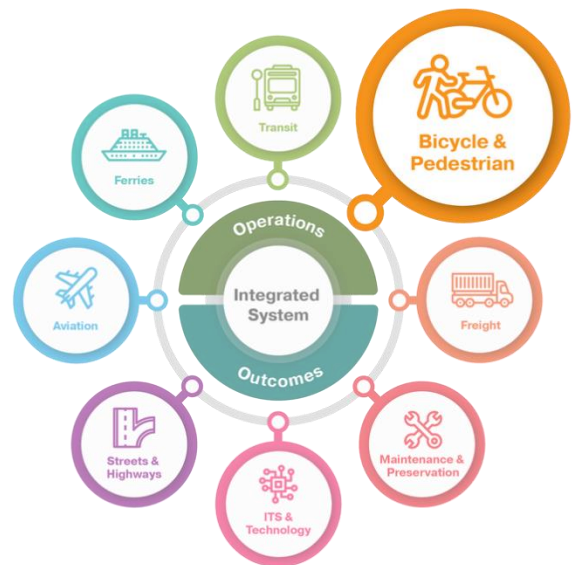 Transit
Bicycle &
Pedestrian
Ferries
Operations
Integrated
System
Outcomes
Aviation
Freight
Streets &
Highways
Maintenance &
Preservation
ITS &
Technology